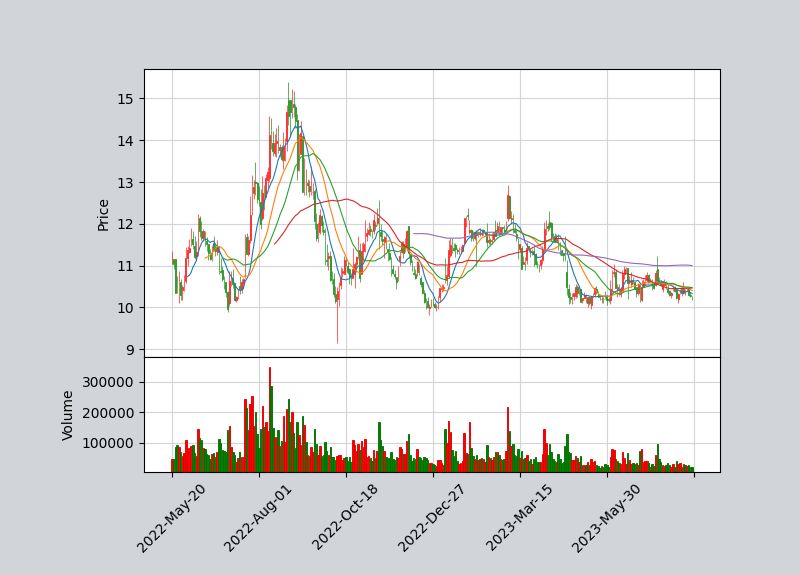 15
14
13
12
11
10
9
Price
300000
200000
100000
Volume
2022-May-20
2022-Aug-01
2022-Oct-18
2022-Dec-27
2023-Mar-15
2023-May-30